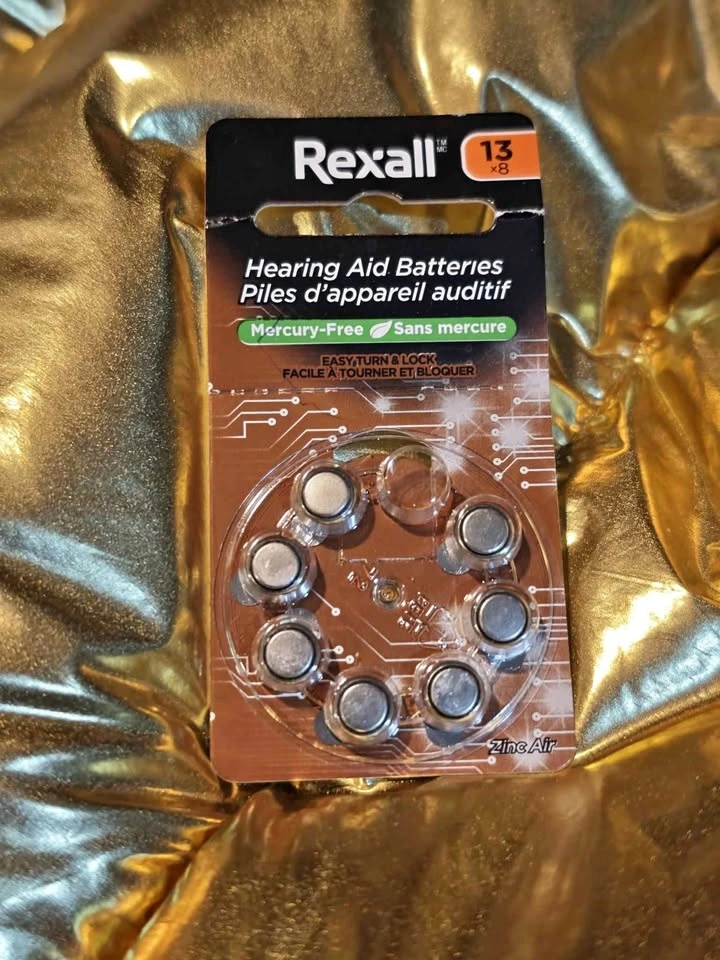 Rexall TM MC
13
x8
Hearing Aid Batteries
Piles d'appareil auditif
Mercury-Free Sans mercure
EASY TURN & LOCK
FACILE À TOURNER ET BLOQUER
Zinc Air